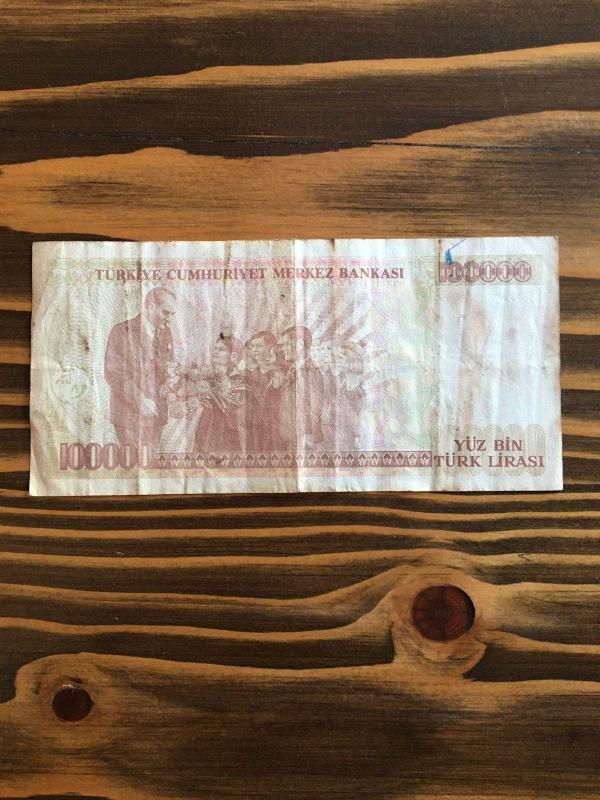 TÜRKİYE CUMHURİYET MERKEZ BANKASI
100000
100000
YÜZ BİN
TÜRK LİRASI